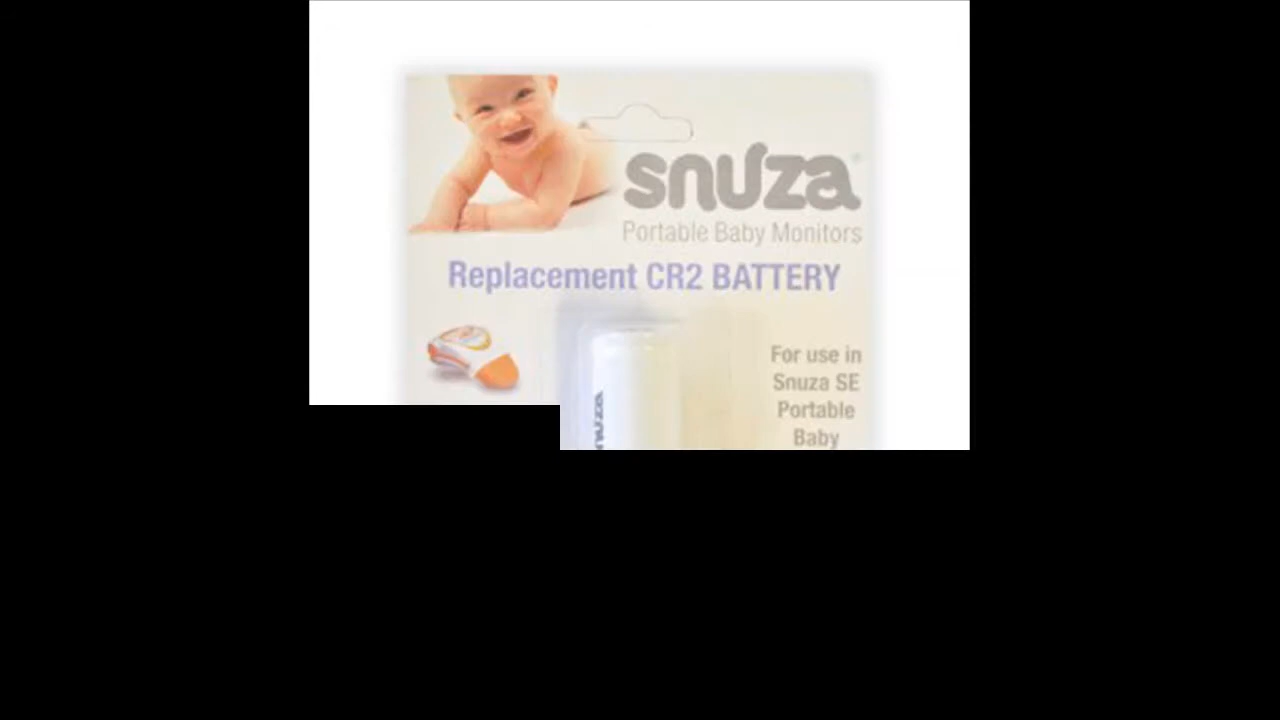 snuza
Portable Baby Monitors
Replacement CR2 BATTERY
For use in
Snuza SE
Portable
Baby